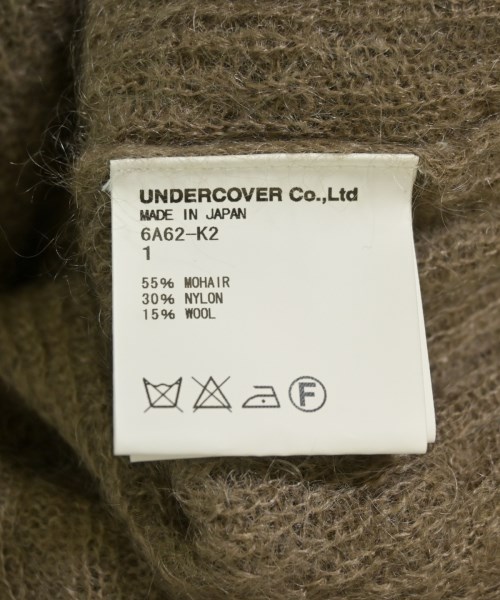 UNDERCOVER Co.,Ltd
MADE IN JAPAN
6A62-K2
1
55% MOHAIR
30% NYLON
15% WOOL
F